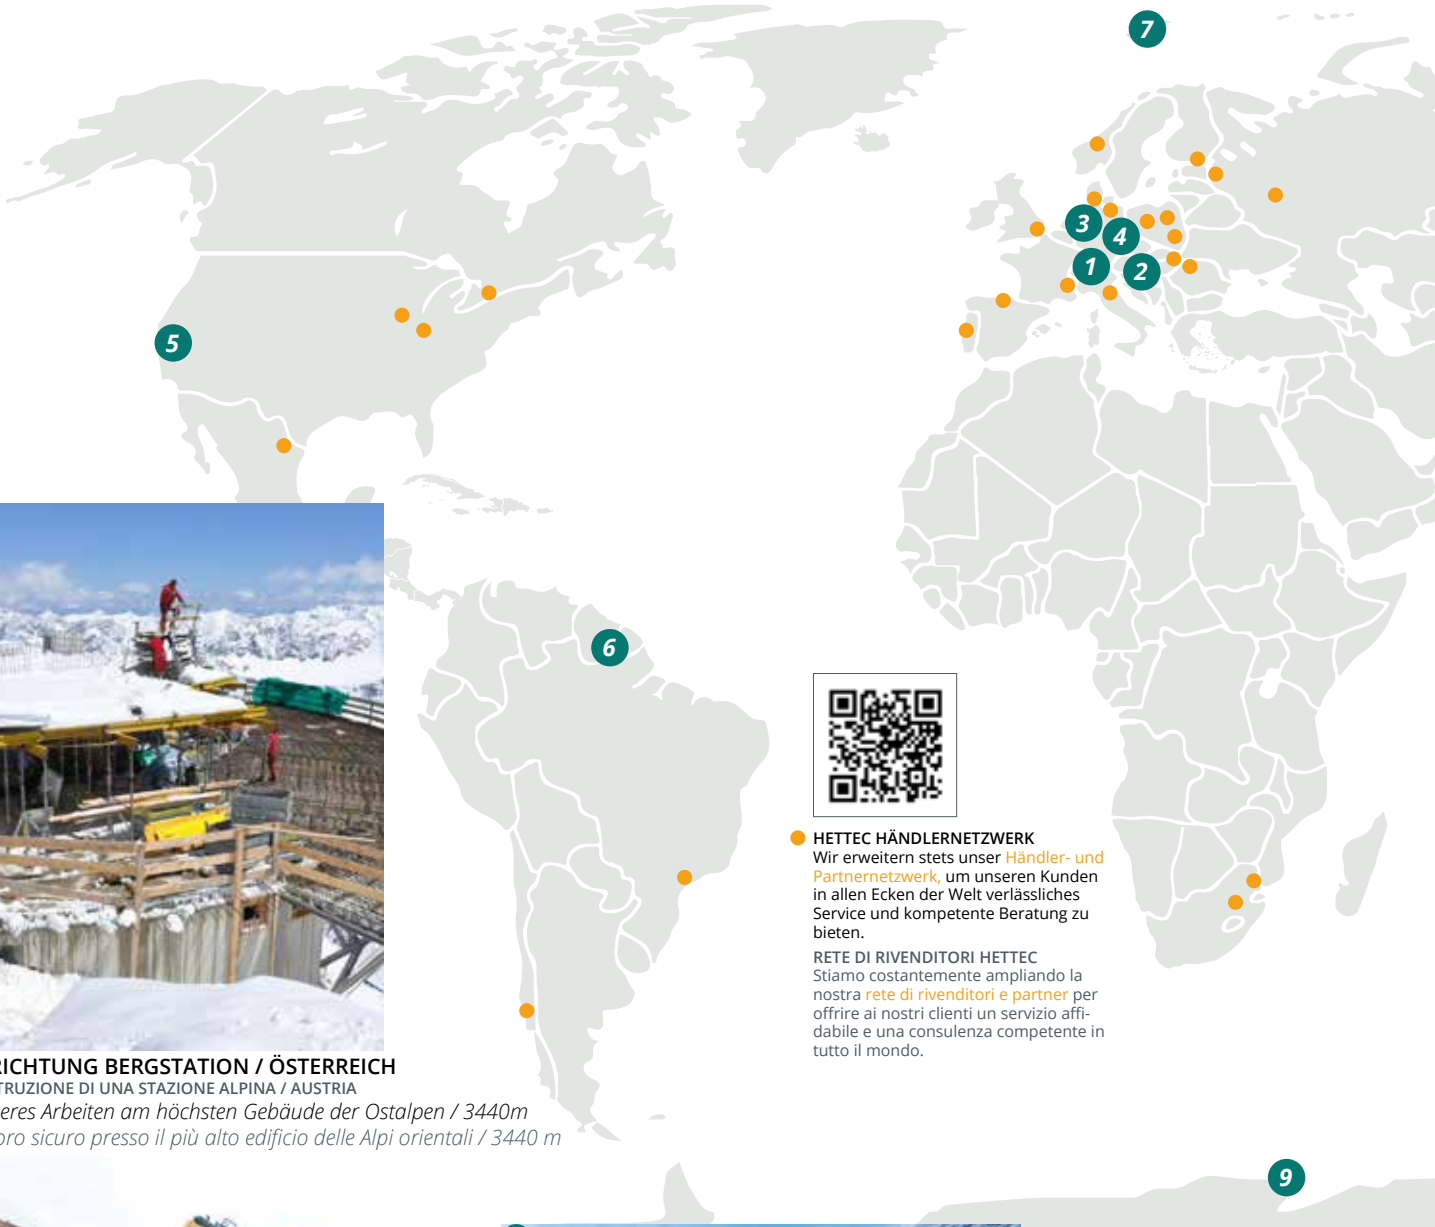 7
3
4
1
2
5
6
HETTEC HÄNDLERNETZWERK
Wir erweitern stets unser Händler- und
Partnernetzwerk, um unseren Kunden
in allen Ecken der Welt verlässliches
Service und kompetente Beratung zu
bieten.
RETE DI RIVENDITORI HETTEC
Stiamo costantemente ampliando la
nostra rete di rivenditori e partner per
offrire ai nostri clienti un servizio affi-
dabile e una consulenza competente in
tutto il mondo.
RICHTUNG BERGSTATION / ÖSTERREICH
TRUZIONE DI UNA STAZIONE ALPINA / AUSTRIA
eres Arbeiten am höchsten Gebäude der Ostalpen / 3440m
oro sicuro presso il più alto edificio delle Alpi orientali / 3440 m
9